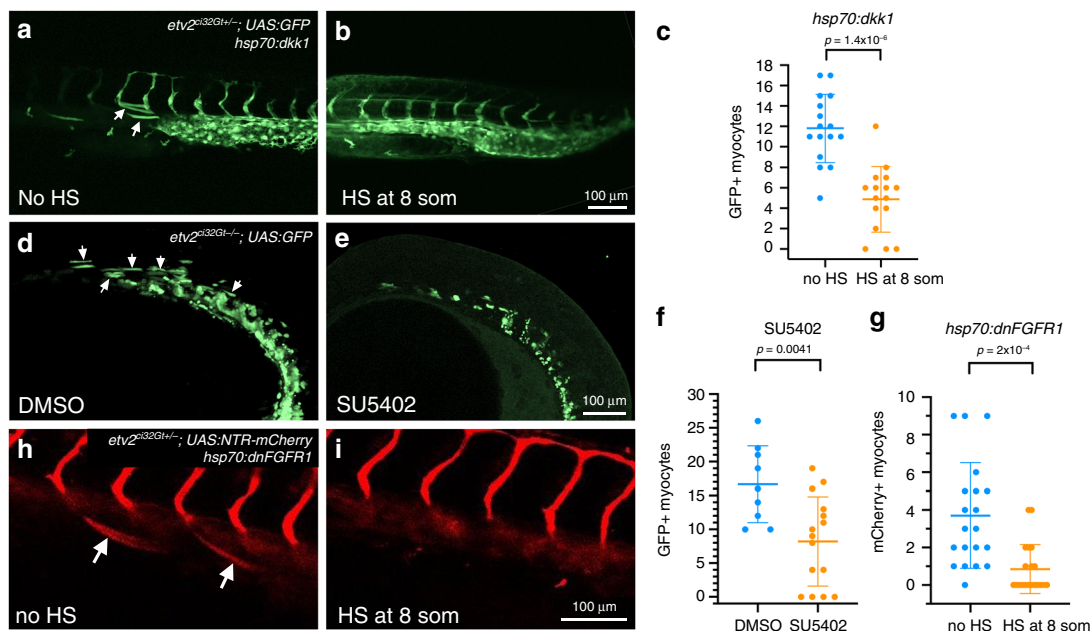 a
etv2ci32Gt+/–; UAS:GFP
hsp70:dkk1
No HS
b
HS at 8 som
100 µm
c
hsp70:dkk1
p = 1.4x10⁻⁶
GFP+ myocytes
18
16
14
12
10
8
6
4
2
0
no HS
HS at 8 som
d
etv2ci32Gt–/–; UAS:GFP
DMSO
e
SU5402
100 µm
f
SU5402
p = 0.0041
GFP+ myocytes
30
25
20
15
10
5
0
DMSO SU5402
g
hsp70:dnFGFR1
p = 2x10⁻⁴
mCherry+ myocytes
10
8
6
4
2
0
no HS
HS at 8 som
h
etv2ci32Gt+/–; UAS:NTR-mCherry
hsp70:dnFGFR1
no HS
i
HS at 8 som
100 µm